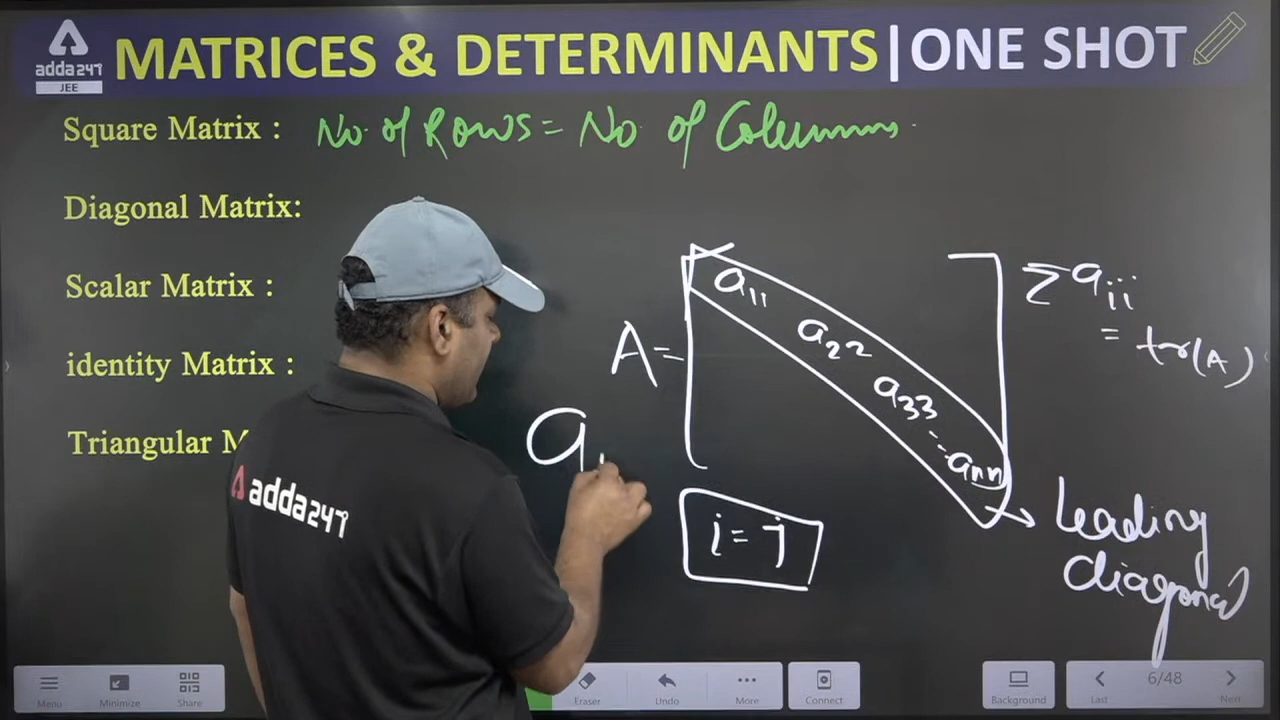 adda247
JEE
MATRICES & DETERMINANTS | ONE SHOT
Square Matrix : No. of Rows = No. of Columns.
Diagonal Matrix:
Scalar Matrix :
identity Matrix :
Triangular M
A =
a11
a22
a33
... ann
Σ aii
= tr(A)
a
i = j
Leading
diagonal
adda247
Menu
Minimize
Share
Eraser
Undo
More
Connect
Background
Last
6/48
Next